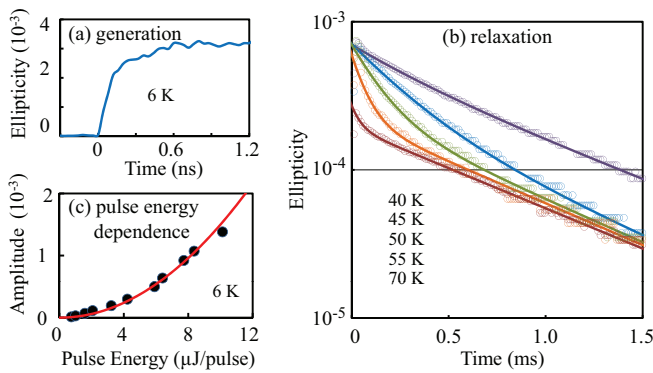 (a) generation
6 K
Ellipticity (10⁻³)
4
2
0
0
0.6
1.2
Time (ns)
(c) pulse energy
dependence
6 K
Amplitude (10⁻³)
2
1
0
0
4
8
12
Pulse Energy (μJ/pulse)
(b) relaxation
Ellipticity
10⁻³
10⁻⁴
10⁻⁵
40 K
45 K
50 K
55 K
70 K
0
0.5
1.0
1.5
Time (ms)